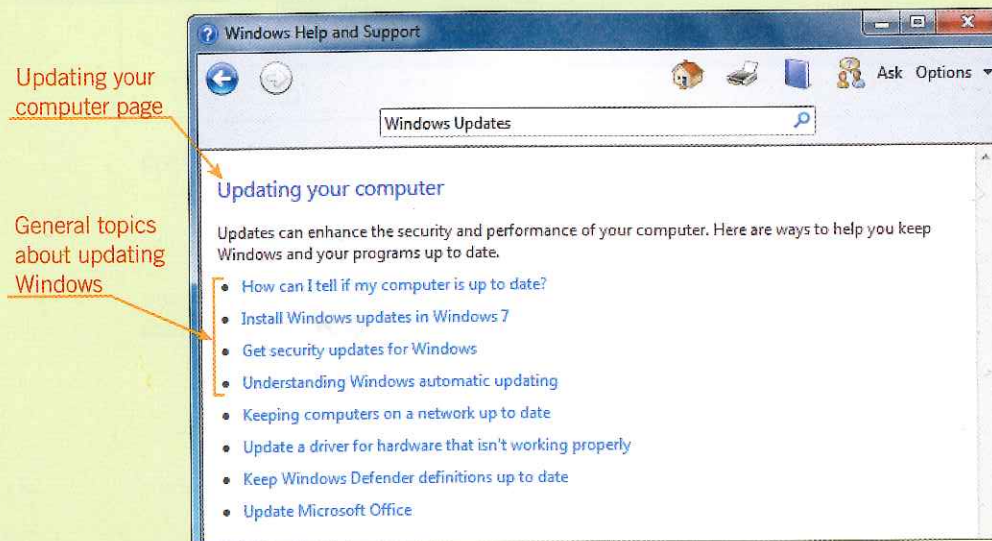 Windows Help and Support
Ask Options
Windows Updates
Updating your
computer page
Updating your computer
Updates can enhance the security and performance of your computer. Here are ways to help you keep
Windows and your programs up to date.
General topics
about updating
Windows
• How can I tell if my computer is up to date?
• Install Windows updates in Windows 7
• Get security updates for Windows
• Understanding Windows automatic updating
• Keeping computers on a network up to date
• Update a driver for hardware that isn't working properly
• Keep Windows Defender definitions up to date
• Update Microsoft Office